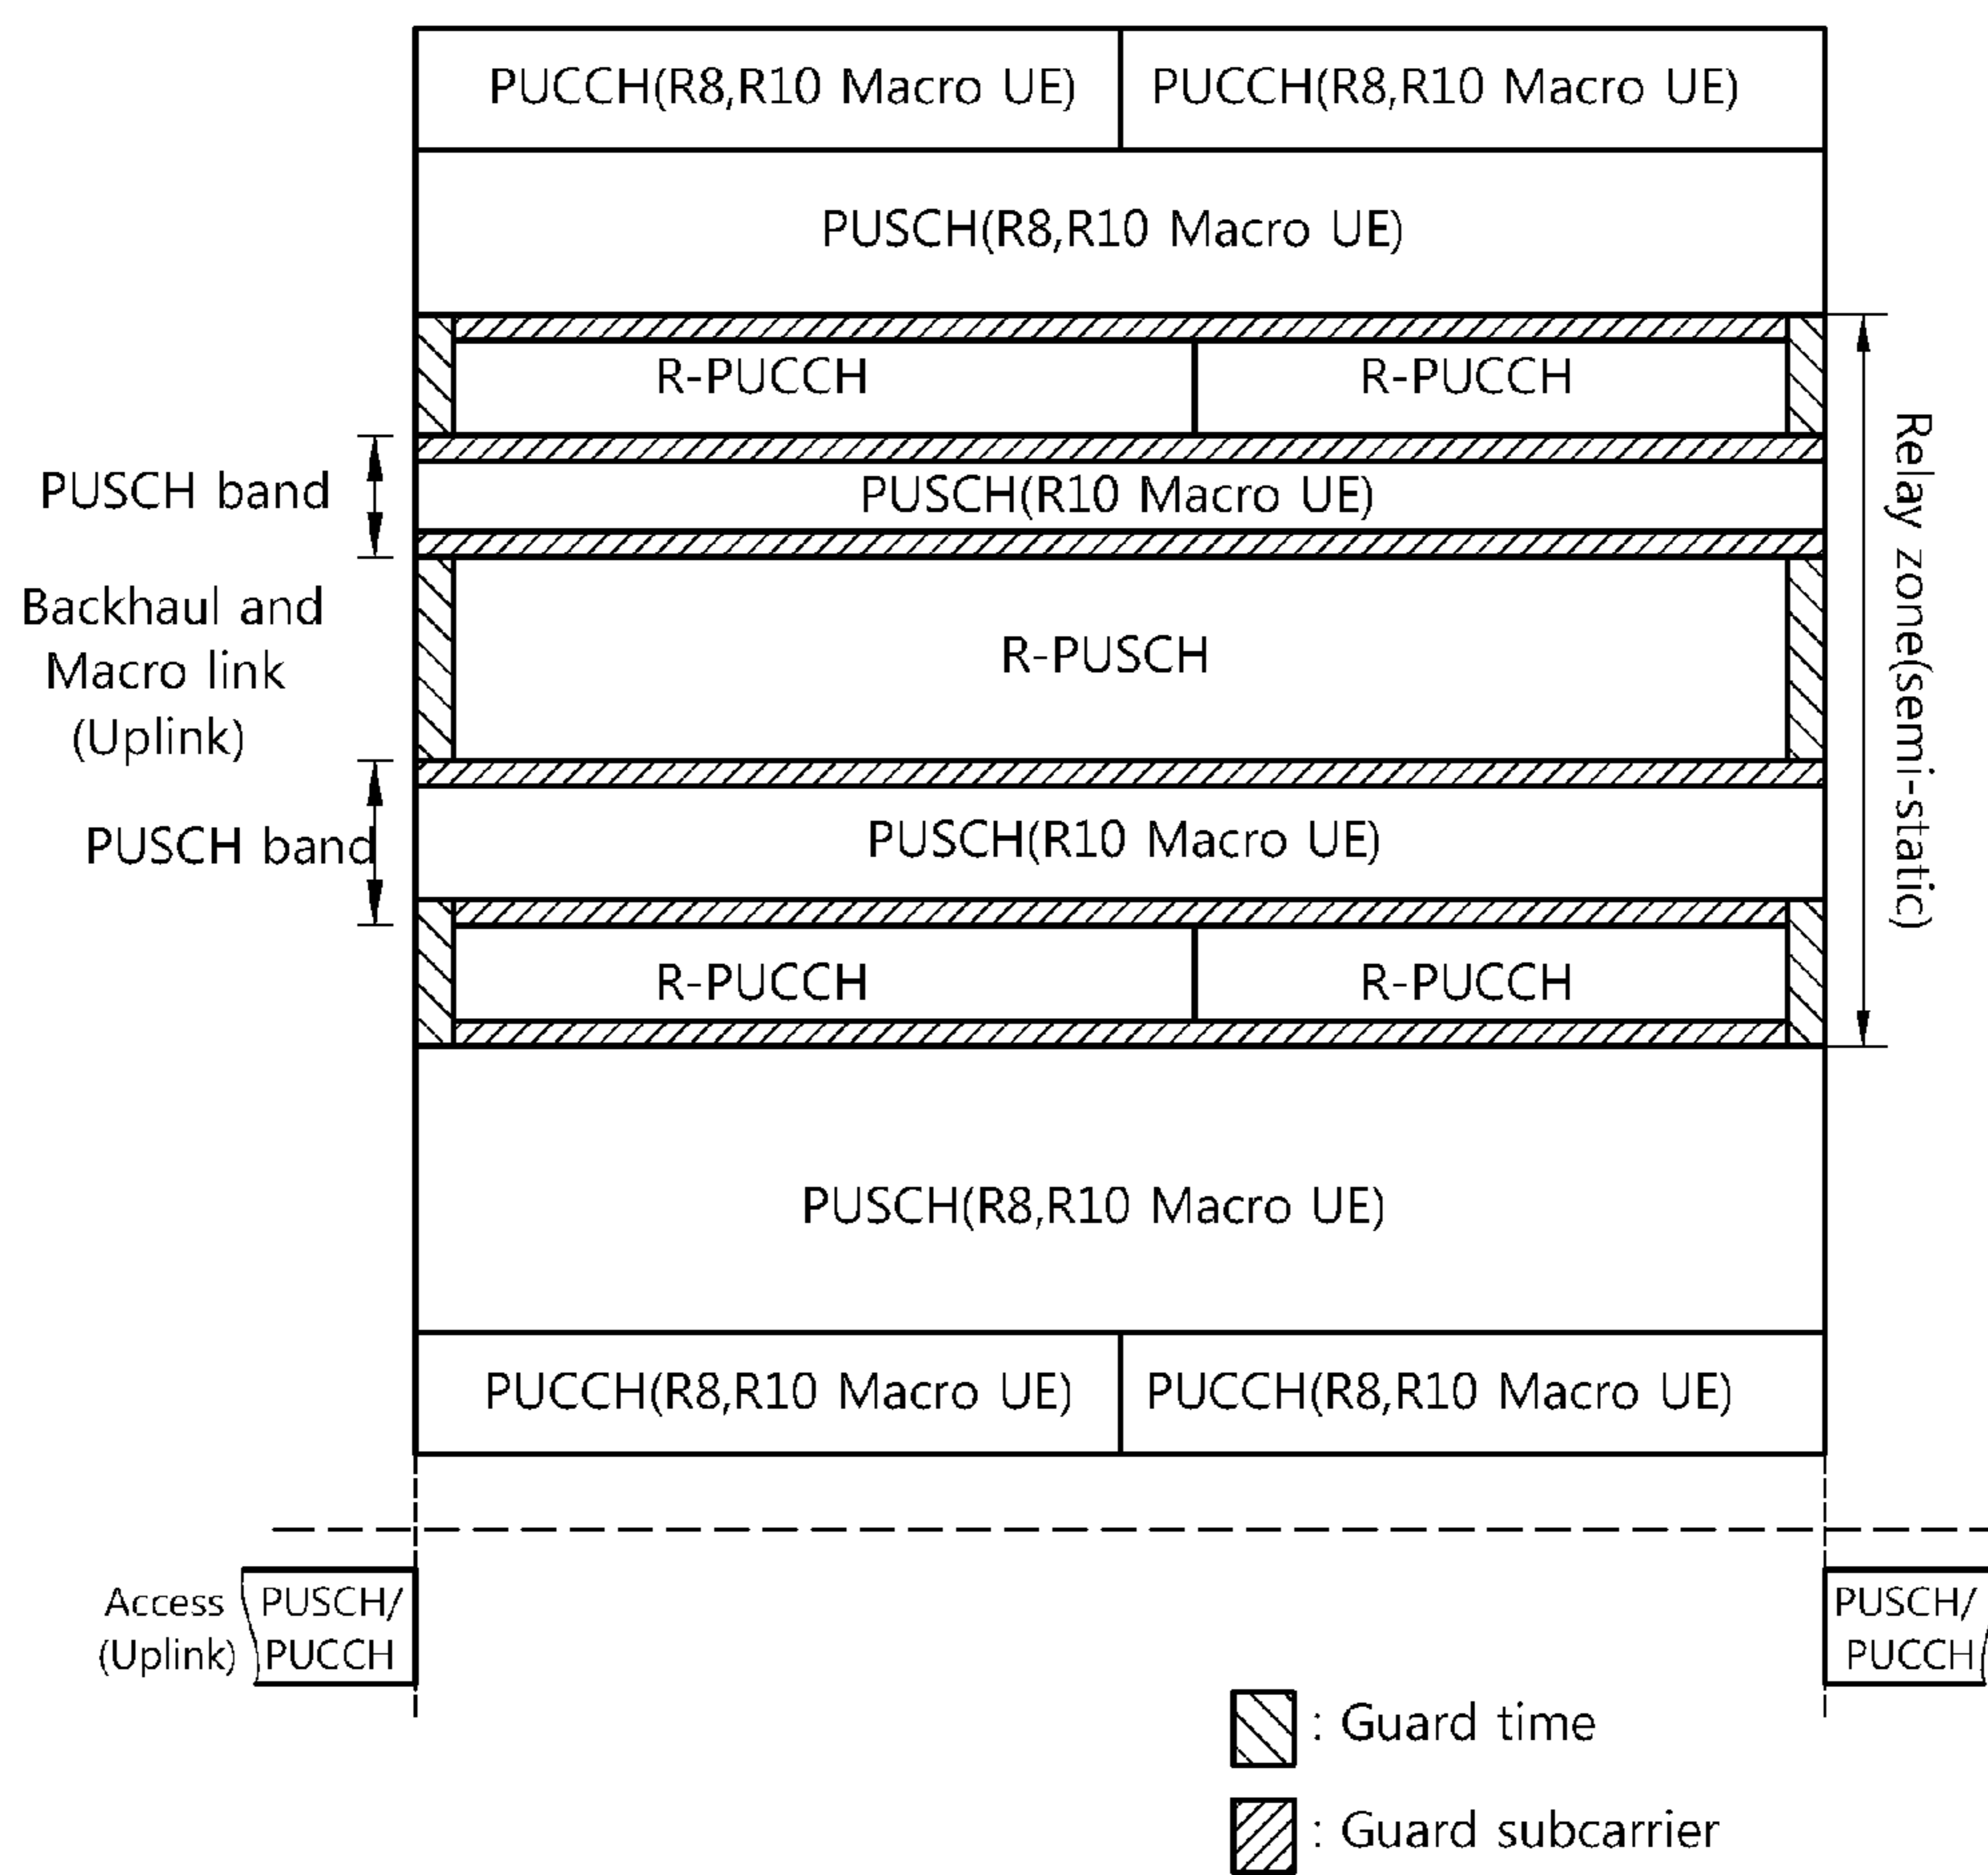 PUCCH(R8,R10 Macro UE) PUCCH(R8,R10 Macro UE)
PUSCH(R8,R10 Macro UE)
R-PUCCH R-PUCCH
PUSCH band
PUSCH(R10 Macro UE)
Backhaul and
Macro link
(Uplink)
R-PUSCH
Relay zone(semi-static)
PUSCH band
PUSCH(R10 Macro UE)
R-PUCCH R-PUCCH
PUSCH(R8,R10 Macro UE)
PUCCH(R8,R10 Macro UE) PUCCH(R8,R10 Macro UE)
Access
(Uplink)
PUSCH/
PUCCH
PUSCH/
PUCCH
: Guard time
: Guard subcarrier